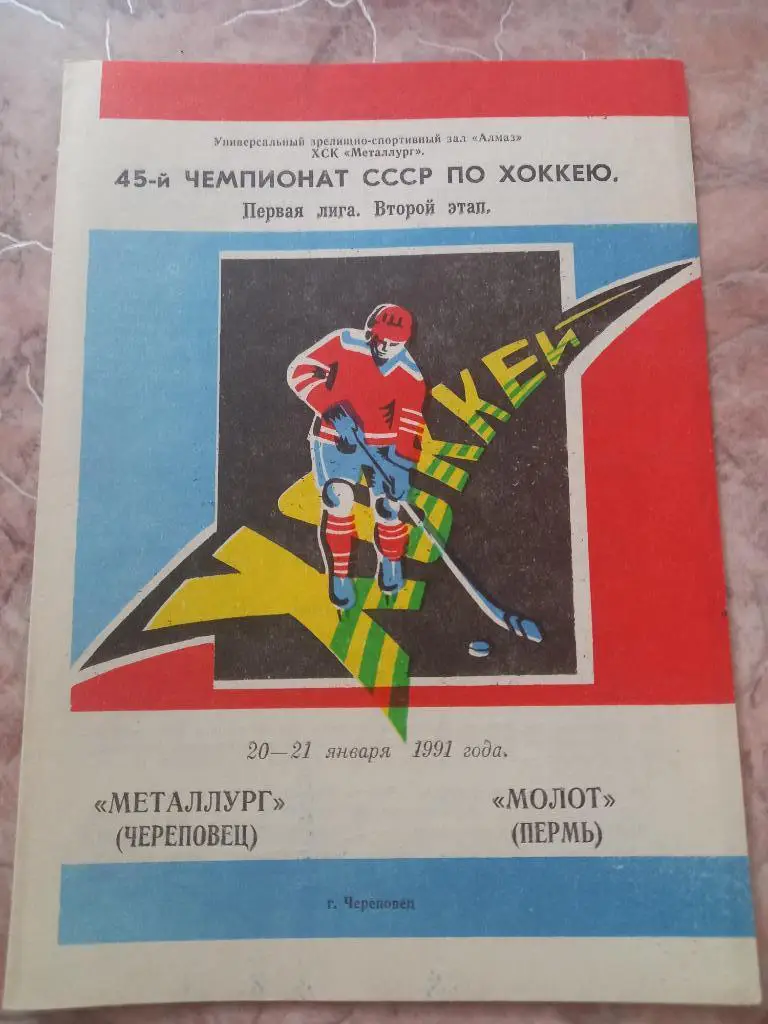 Универсальный зрелищно-спортивный зал «Алмаз»
ХСК «Металлург».
45-й ЧЕМПИОНАТ СССР ПО ХОККЕЮ.
Первая лига. Второй этап.
ХОККЕЙ
20—21 января 1991 года.
«МЕТАЛЛУРГ»
(ЧЕРЕПОВЕЦ)
«МОЛОТ»
(ПЕРМЬ)
г. Череповец